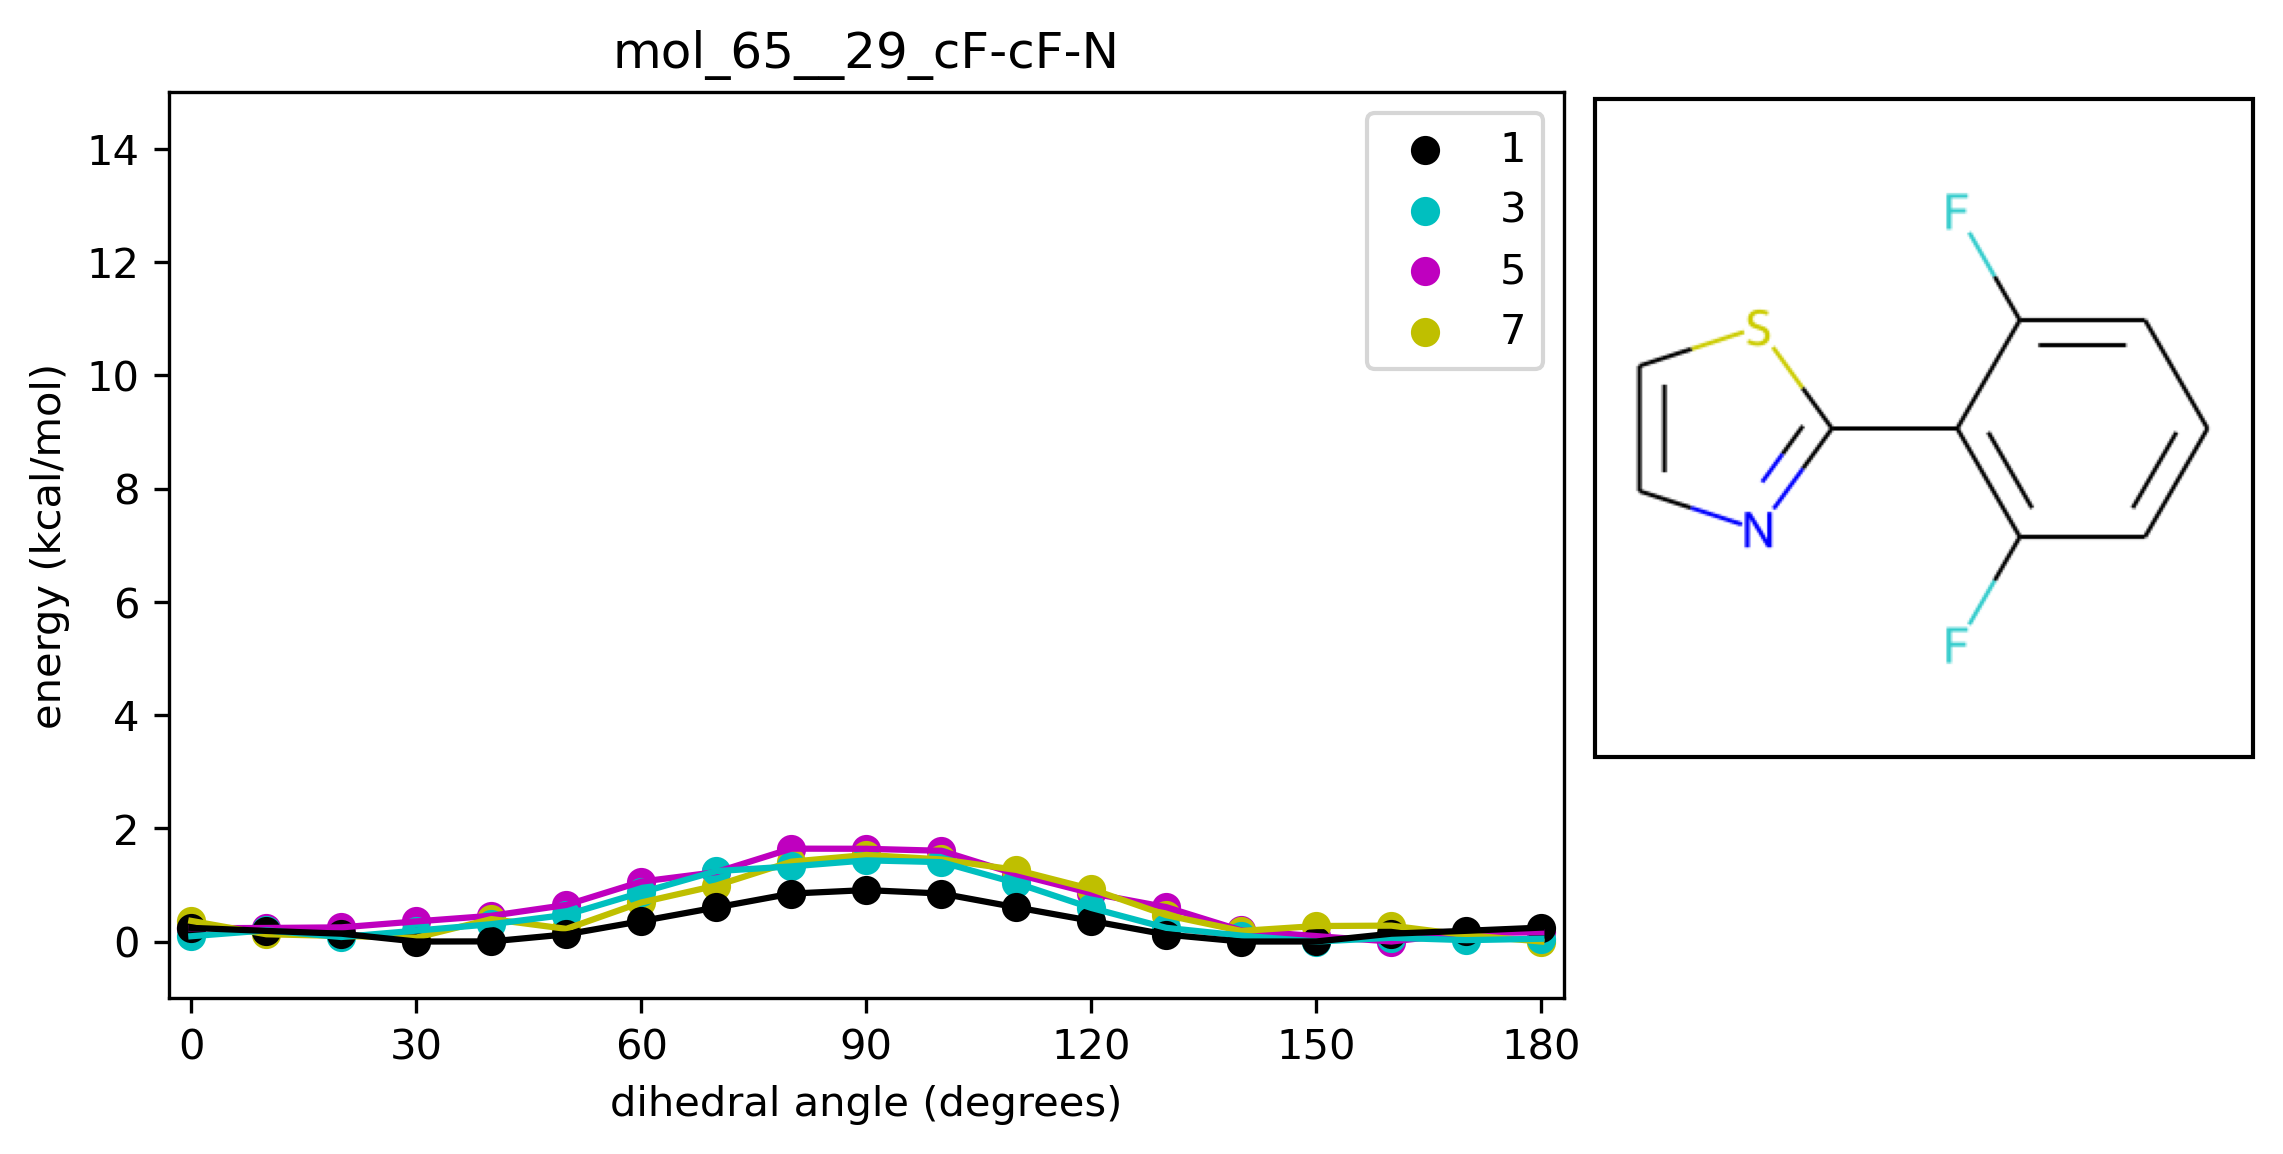 mol_65__29_cF-cF-N
energy (kcal/mol)
14
12
10
8
6
4
2
0
0 30 60 90 120 150 180
dihedral angle (degrees)
1
3
5
7
F
S
N
F